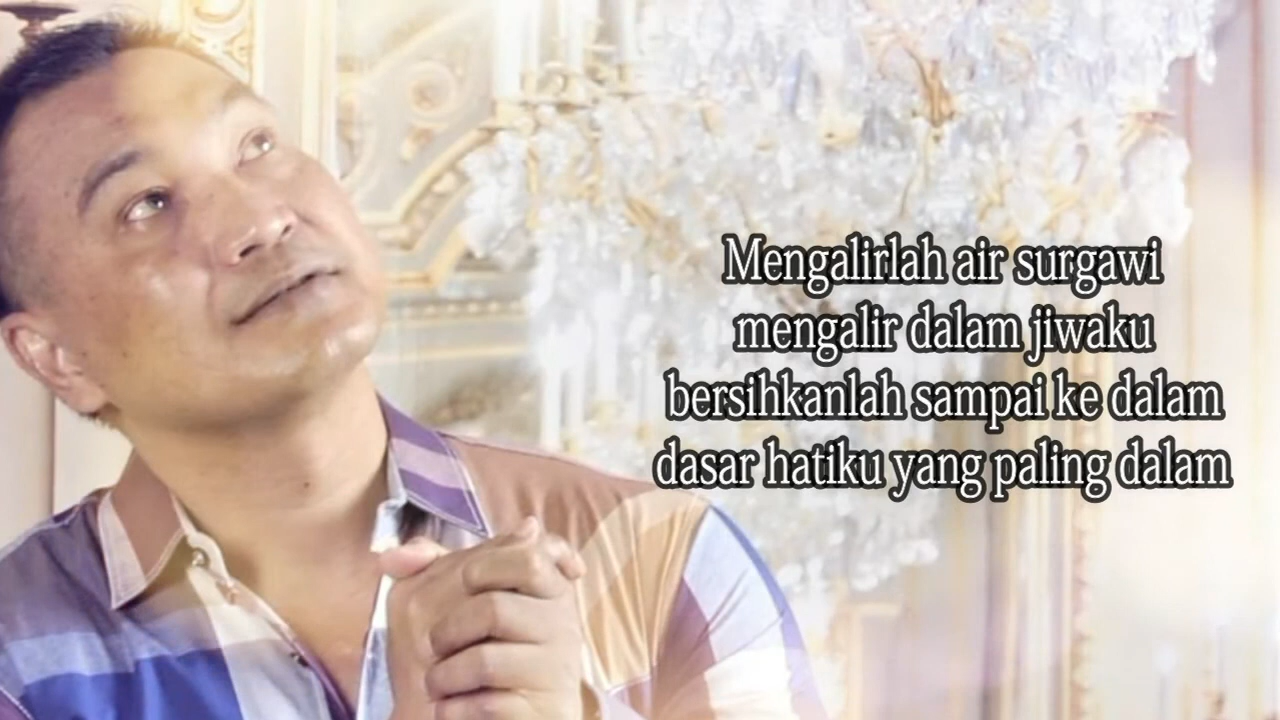 Mengalirlah air surgawi
mengalir dalam jiwaku
bersihkanlah sampai ke dalam
dasar hatiku yang paling dalam